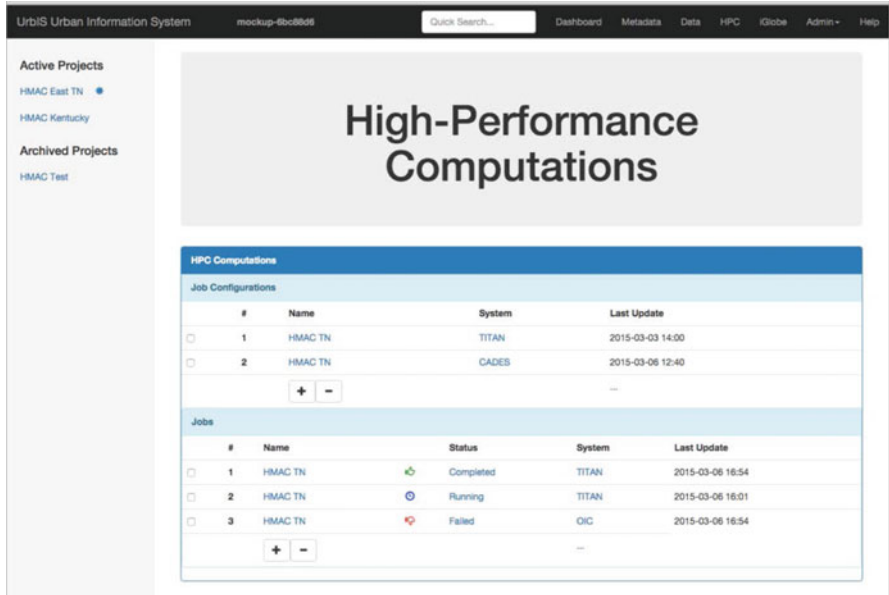 UrbIS Urban Information System mockup-6bc88d6 Quick Search... Dashboard Metadata Data HPC iGlobe Admin Help
Active Projects
HMAC East TN
HMAC Kentucky
Archived Projects
HMAC Test
High-Performance
Computations
HPC Computations
Job Configurations
# Name System Last Update
1 HMAC TN TITAN 2015-03-03 14:00
2 HMAC TN CADES 2015-03-06 12:40
+ - ...
Jobs
# Name Status System Last Update
1 HMAC TN Completed TITAN 2015-03-06 16:54
2 HMAC TN Running TITAN 2015-03-06 16:01
3 HMAC TN Failed OIC 2015-03-06 16:54
+ - ...